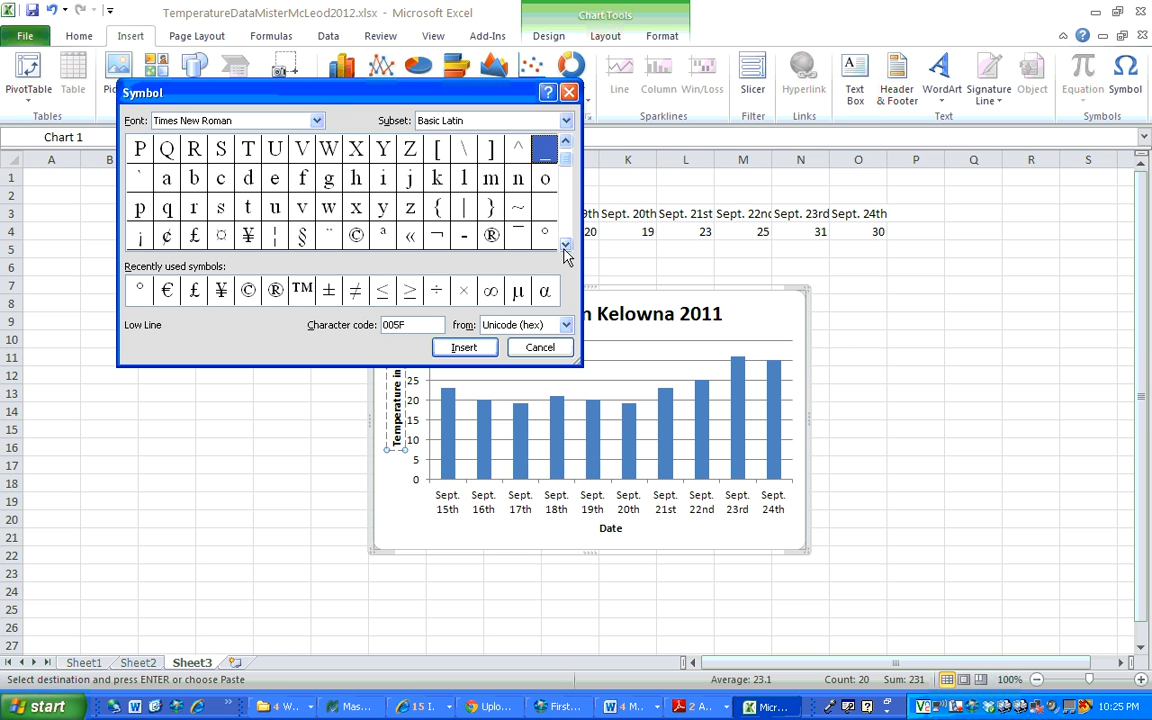 TemperatureDataMisterMcLeod2012.xlsx - Microsoft Excel
Chart Tools
File Home Insert Page Layout Formulas Data Review View Add-Ins Design Layout Format
PivotTable Table Line Column Win/Loss Slicer Hyperlink Text Box Header & Footer WordArt Signature Line Object Equation Symbol
Tables Sparklines Filter Links Text Symbols
Chart 1
Symbol
Font: Times New Roman Subset: Basic Latin
P Q R S T U V W X Y Z [ \ ] ^ _
` a b c d e f g h i j k l m n o
p q r s t u v w x y z { | } ~
¡ ¢ £ ¤ ¥ ¦ § ¨ © ª « ¬ - ® ¯ °
Recently used symbols:
° € £ ¥ © ® ™ ± ≠ ≤ ≥ ÷ × ∞ µ α
Low Line Character code: 005F from: Unicode (hex)
Insert Cancel
A B K L M N O P Q R S
1
2
3 Sept. 20th Sept. 21st Sept. 22nd Sept. 23rd Sept. 24th
4 20 19 23 25 31 30
5
6
7
8
9
10
11
12
13
14
15
16
17
18
19
20
21
22
23
24
25
26
27
n Kelowna 2011
Temperature in
25
20
15
10
5
0
Sept. 15th Sept. 16th Sept. 17th Sept. 18th Sept. 19th Sept. 20th Sept. 21st Sept. 22nd Sept. 23rd Sept. 24th
Date
Sheet1 Sheet2 Sheet3
Select destination and press ENTER or choose Paste Average: 23.1 Count: 20 Sum: 231 100%
start 4 W... Mas... 15 I... Uplo... First... 4 M... 2 A... Micr... 10:25 PM